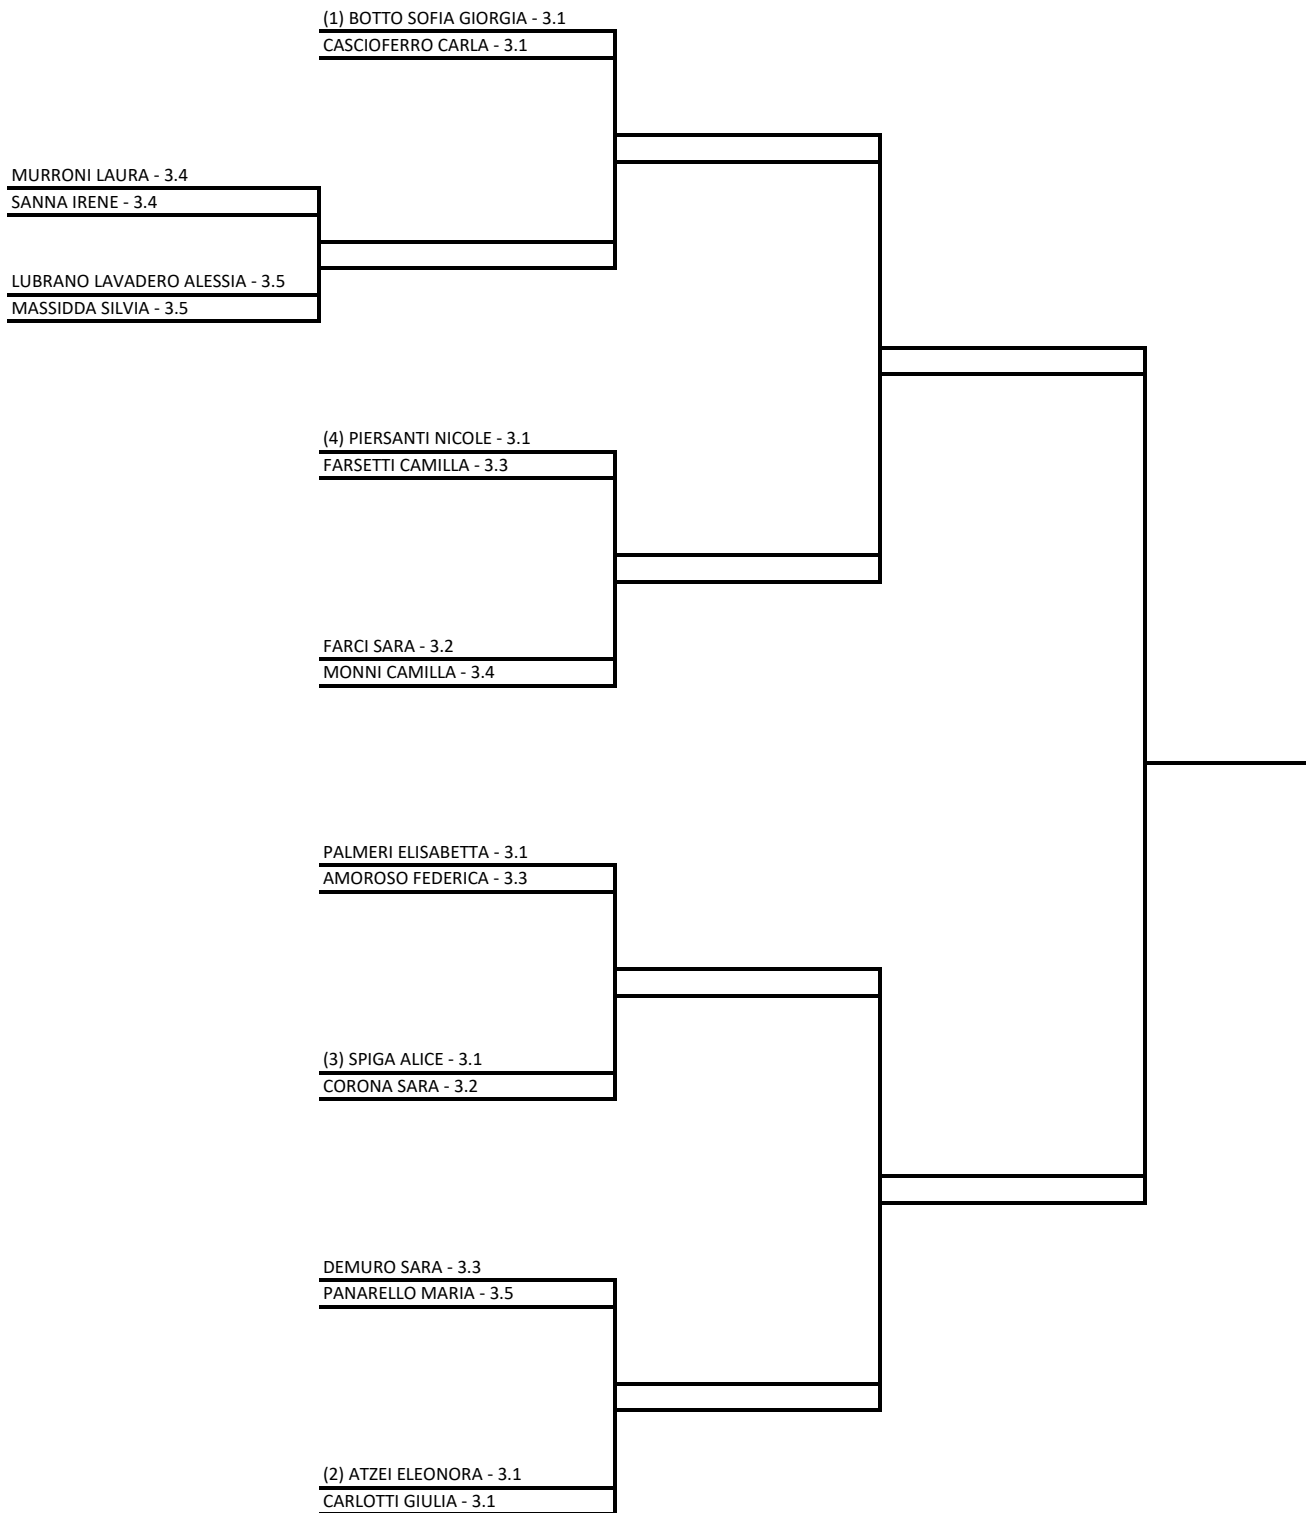 (1) BOTTO SOFIA GIORGIA - 3.1
CASCIOFERRO CARLA - 3.1
MURRONI LAURA - 3.4
SANNA IRENE - 3.4
LUBRANO LAVADERO ALESSIA - 3.5
MASSIDDA SILVIA - 3.5
(4) PIERSANTI NICOLE - 3.1
FARSETTI CAMILLA - 3.3
FARCI SARA - 3.2
MONNI CAMILLA - 3.4
PALMERI ELISABETTA - 3.1
AMOROSO FEDERICA - 3.3
(3) SPIGA ALICE - 3.1
CORONA SARA - 3.2
DEMURO SARA - 3.3
PANARELLO MARIA - 3.5
(2) ATZEI ELEONORA - 3.1
CARLOTTI GIULIA - 3.1